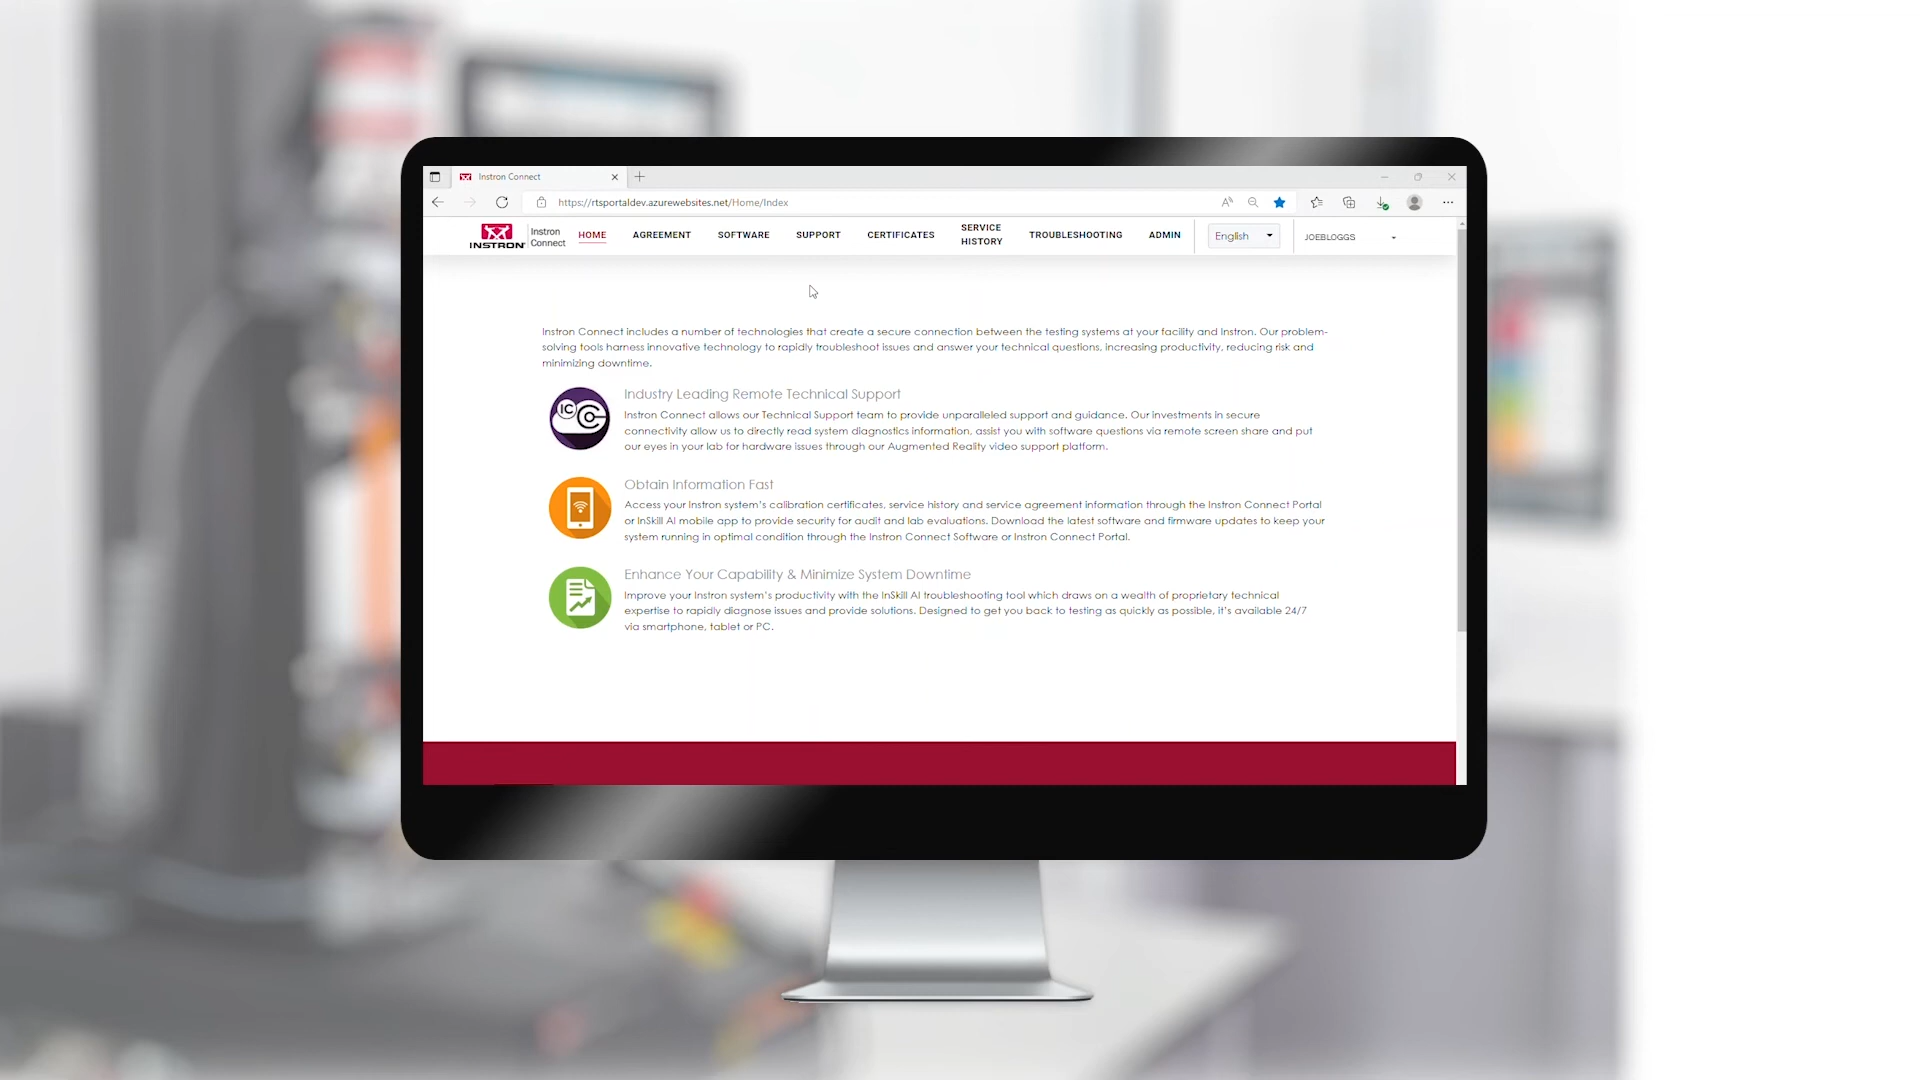 Instron Connect
https://rtsportaldev.azurewebsites.net/Home/Index
INSTRON
Instron
Connect
HOME
AGREEMENT
SOFTWARE
SUPPORT
CERTIFICATES
SERVICE
HISTORY
TROUBLESHOOTING
ADMIN
English
JOEBLOGGS
Instron Connect includes a number of technologies that create a secure connection between the testing systems at your facility and Instron. Our problem-
solving tools harness innovative technology to rapidly troubleshoot issues and answer your technical questions, increasing productivity, reducing risk and
minimizing downtime.
IC
Industry Leading Remote Technical Support
Instron Connect allows our Technical Support team to provide unparalleled support and guidance. Our investments in secure
connectivity allow us to directly read system diagnostics information, assist you with software questions via remote screen share and put
our eyes in your lab for hardware issues through our Augmented Reality video support platform.
Obtain Information Fast
Access your Instron system's calibration certificates, service history and service agreement information through the Instron Connect Portal
or InSkill AI mobile app to provide security for audit and lab evaluations. Download the latest software and firmware updates to keep your
system running in optimal condition through the Instron Connect Software or Instron Connect Portal.
Enhance Your Capability & Minimize System Downtime
Improve your Instron system's productivity with the InSkill AI troubleshooting tool which draws on a wealth of proprietary technical
expertise to rapidly diagnose issues and provide solutions. Designed to get you back to testing as quickly as possible, it's available 24/7
via smartphone, tablet or PC.